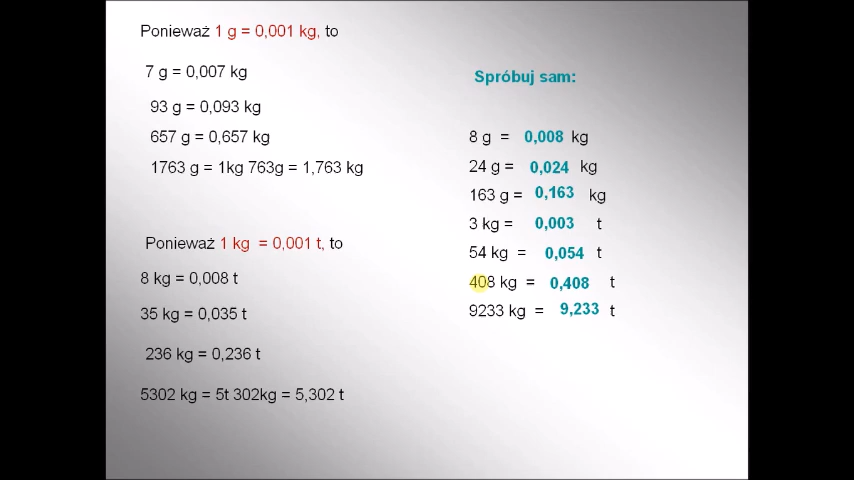 Ponieważ 1 g = 0,001 kg, to
7 g = 0,007 kg
93 g = 0,093 kg
657 g = 0,657 kg
1763 g = 1kg 763g = 1,763 kg
Ponieważ 1 kg = 0,001 t, to
8 kg = 0,008 t
35 kg = 0,035 t
236 kg = 0,236 t
5302 kg = 5t 302kg = 5,302 t
Spróbuj sam:
8 g = 0,008 kg
24 g = 0,024 kg
163 g = 0,163 kg
3 kg = 0,003 t
54 kg = 0,054 t
408 kg = 0,408 t
9233 kg = 9,233 t